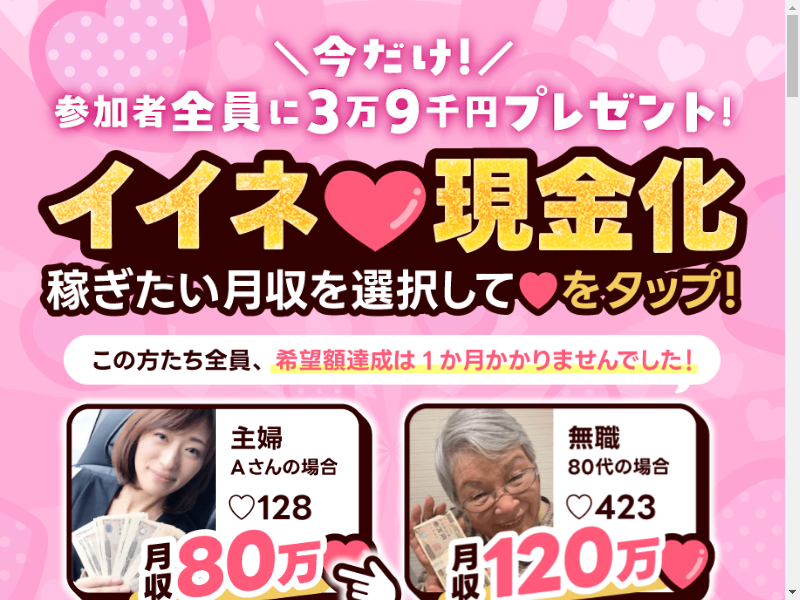 ＼今だけ！／
参加者全員に3万9千円プレゼント！
イイネ♥現金化
稼ぎたい月収を選択して♥をタップ！
この方たち全員、希望額達成は１か月かかりませんでした！
主婦
Aさんの場合
♡128
月収80万
無職
80代の場合
♡423
月収120万